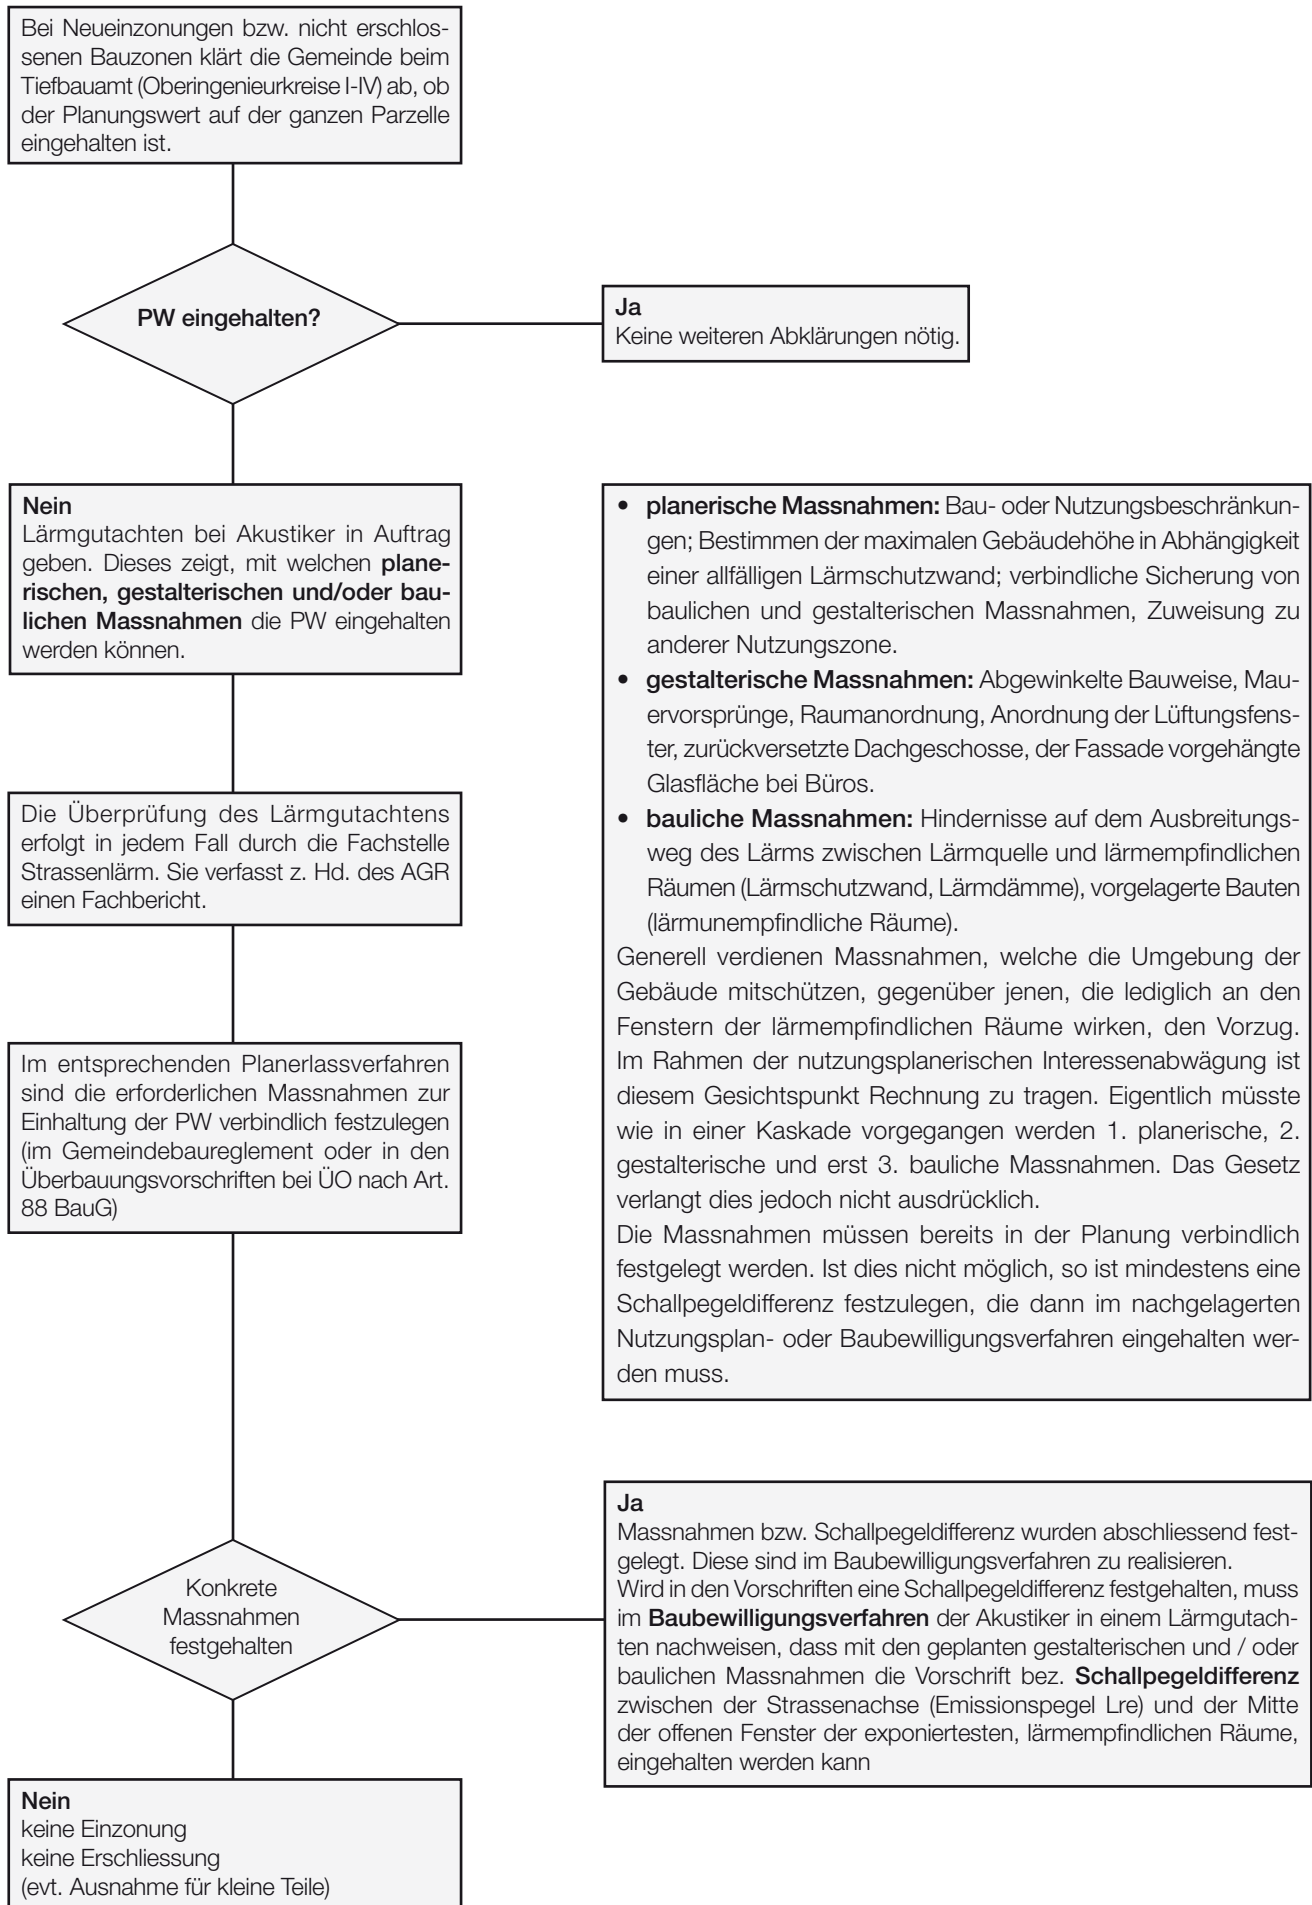 Bei Neueinzonungen bzw. nicht erschlos-
senen Bauzonen klärt die Gemeinde beim
Tiefbauamt (Oberingenieurkreise I-IV) ab, ob
der Planungswert auf der ganzen Parzelle
eingehalten ist.
PW eingehalten?
Ja
Keine weiteren Abklärungen nötig.
Nein
Lärmgutachten bei Akustiker in Auftrag
geben. Dieses zeigt, mit welchen plane-
rischen, gestalterischen und/oder bau-
lichen Massnahmen die PW eingehalten
werden können.
• planerische Massnahmen: Bau- oder Nutzungsbeschränkun-
gen; Bestimmen der maximalen Gebäudehöhe in Abhängigkeit
einer allfälligen Lärmschutzwand; verbindliche Sicherung von
baulichen und gestalterischen Massnahmen, Zuweisung zu
anderer Nutzungszone.
• gestalterische Massnahmen: Abgewinkelte Bauweise, Mau-
ervorsprünge, Raumanordnung, Anordnung der Lüftungsfens-
ter, zurückversetzte Dachgeschosse, der Fassade vorgehängte
Glasfläche bei Büros.
• bauliche Massnahmen: Hindernisse auf dem Ausbreitungs-
weg des Lärms zwischen Lärmquelle und lärmempfindlichen
Räumen (Lärmschutzwand, Lärmdämme), vorgelagerte Bauten
(lärmunempfindliche Räume).
Generell verdienen Massnahmen, welche die Umgebung der
Gebäude mitschützen, gegenüber jenen, die lediglich an den
Fenstern der lärmempfindlichen Räume wirken, den Vorzug.
Im Rahmen der nutzungsplanerischen Interessenabwägung ist
diesem Gesichtspunkt Rechnung zu tragen. Eigentlich müsste
wie in einer Kaskade vorgegangen werden 1. planerische, 2.
gestalterische und erst 3. bauliche Massnahmen. Das Gesetz
verlangt dies jedoch nicht ausdrücklich.
Die Massnahmen müssen bereits in der Planung verbindlich
festgelegt werden. Ist dies nicht möglich, so ist mindestens eine
Schallpegeldifferenz festzulegen, die dann im nachgelagerten
Nutzungsplan- oder Baubewilligungsverfahren eingehalten wer-
den muss.
Die Überprüfung des Lärmgutachtens
erfolgt in jedem Fall durch die Fachstelle
Strassenlärm. Sie verfasst z. Hd. des AGR
einen Fachbericht.
Im entsprechenden Planerlassverfahren
sind die erforderlichen Massnahmen zur
Einhaltung der PW verbindlich festzulegen
(im Gemeindebaureglement oder in den
Überbauungsvorschriften bei ÜO nach Art.
88 BauG)
Konkrete
Massnahmen
festgehalten
Ja
Massnahmen bzw. Schallpegeldifferenz wurden abschliessend fest-
gelegt. Diese sind im Baubewilligungsverfahren zu realisieren.
Wird in den Vorschriften eine Schallpegeldifferenz festgehalten, muss
im Baubewilligungsverfahren der Akustiker in einem Lärmgutach-
ten nachweisen, dass mit den geplanten gestalterischen und / oder
baulichen Massnahmen die Vorschrift bez. Schallpegeldifferenz
zwischen der Strassenachse (Emissionspegel Lre) und der Mitte
der offenen Fenster der exponiertesten, lärmempfindlichen Räume,
eingehalten werden kann
Nein
keine Einzonung
keine Erschliessung
(evt. Ausnahme für kleine Teile)